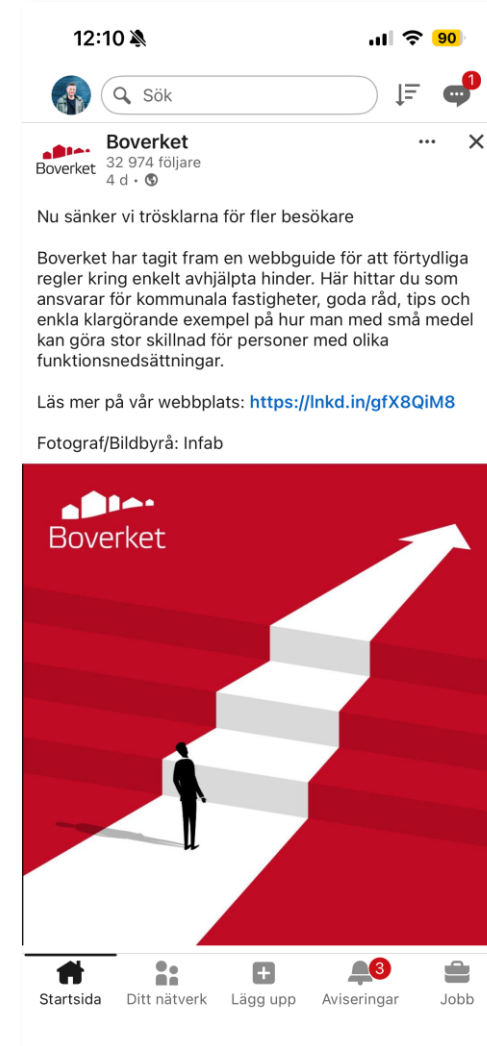 12:10
90
Sök
1
Boverket
Boverket
32 974 följare
4 d
Nu sänker vi trösklarna för fler besökare
Boverket har tagit fram en webbguide för att förtydliga
regler kring enkelt avhjälpta hinder. Här hittar du som
ansvarar för kommunala fastigheter, goda råd, tips och
enkla klargörande exempel på hur man med små medel
kan göra stor skillnad för personer med olika
funktionsnedsättningar.
Läs mer på vår webbplats: https://lnkd.in/gfX8QiM8
Fotograf/Bildbyrå: Infab
Boverket
3
Startsida Ditt nätverk Lägg upp Aviseringar Jobb